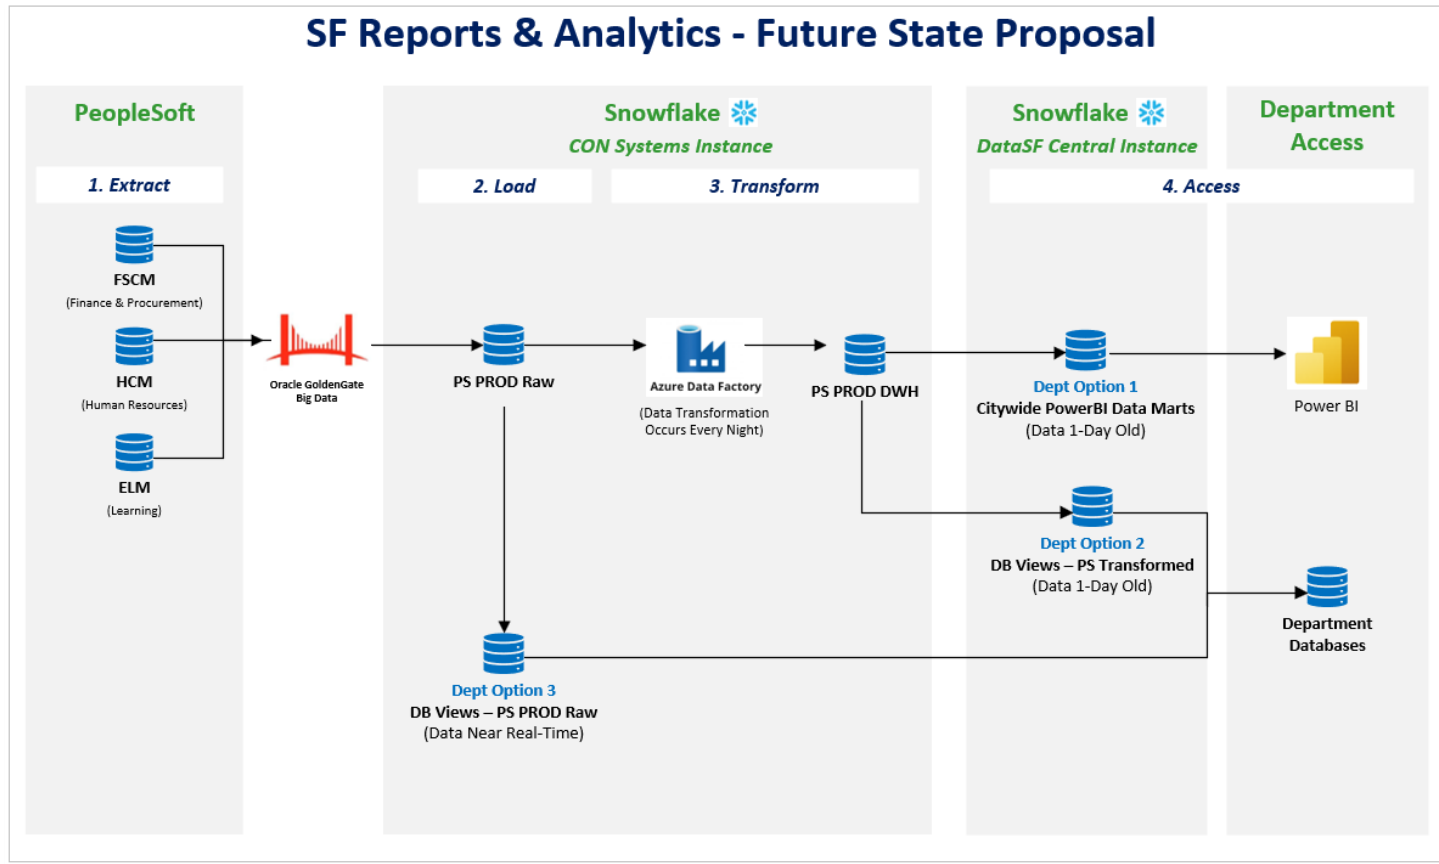 SF Reports & Analytics - Future State Proposal
PeopleSoft
1. Extract
FSCM
(Finance & Procurement)
HCM
(Human Resources)
ELM
(Learning)
Oracle GoldenGate
Big Data
Snowflake
CON Systems Instance
2. Load
3. Transform
PS PROD Raw
Azure Data Factory
(Data Transformation
Occurs Every Night)
PS PROD DWH
Dept Option 3
DB Views – PS PROD Raw
(Data Near Real-Time)
Snowflake
DataSF Central Instance
Department
Access
4. Access
Dept Option 1
Citywide PowerBI Data Marts
(Data 1-Day Old)
Power BI
Dept Option 2
DB Views – PS Transformed
(Data 1-Day Old)
Department
Databases